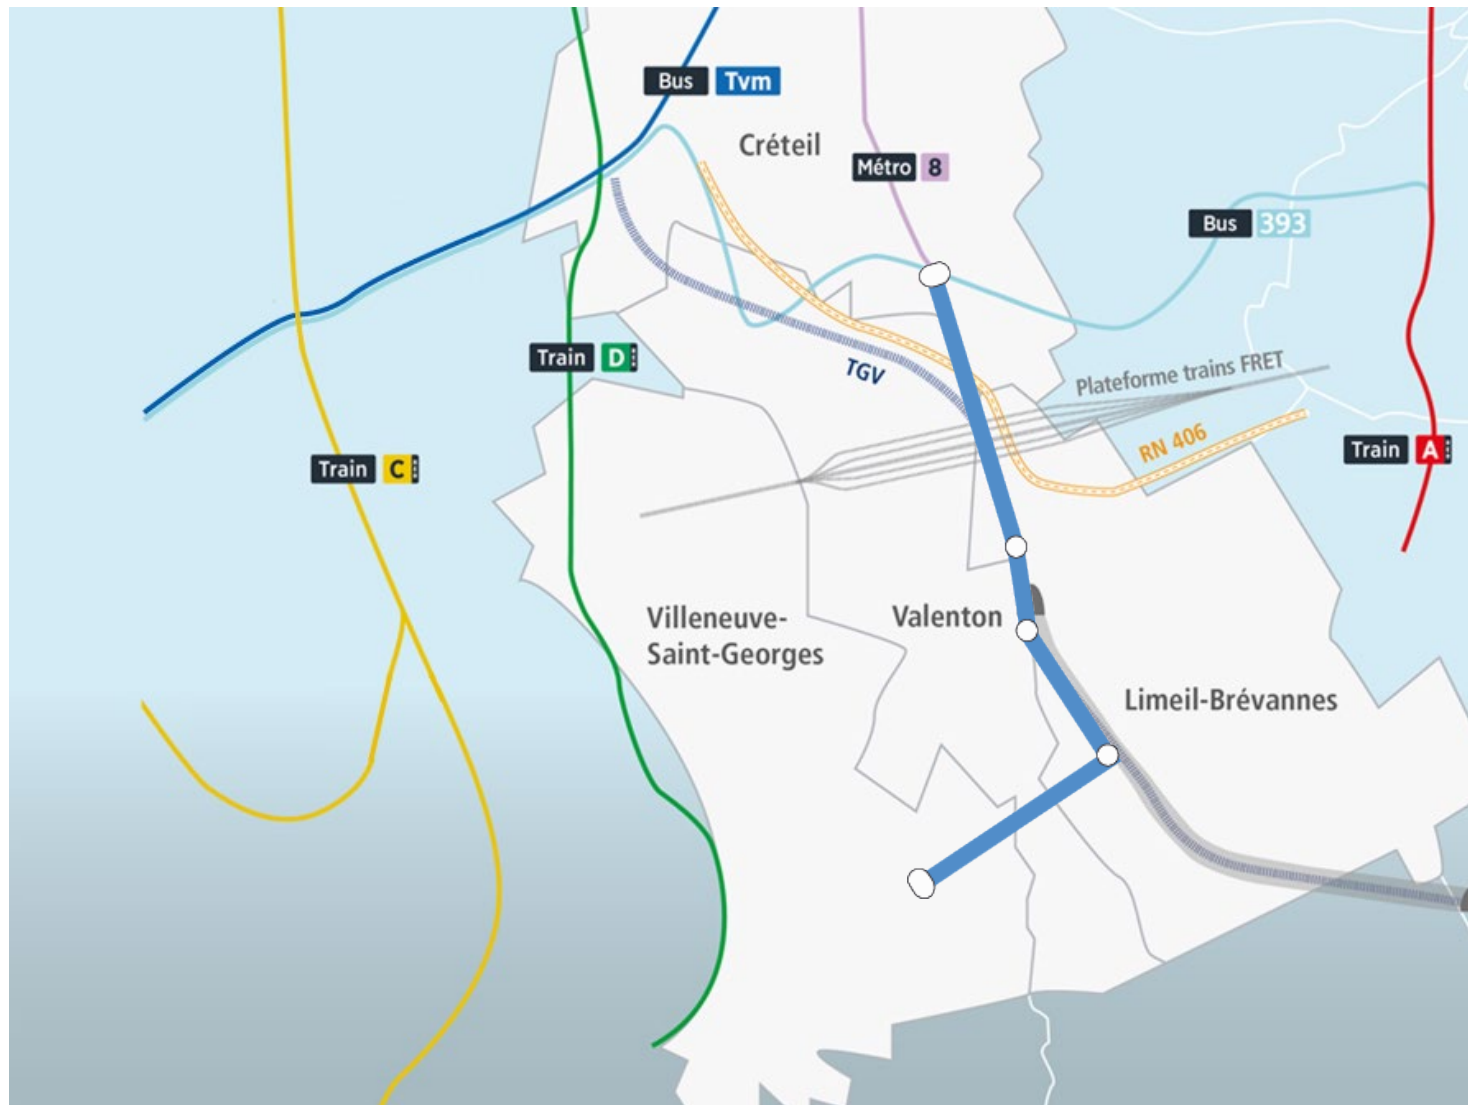 Bus Tvm
Créteil
Métro 8
Bus 393
Train D
TGV
Plateforme trains FRET
RN 406
Train C
Train A
Villeneuve-
Saint-Georges
Valenton
Limeil-Brévannes